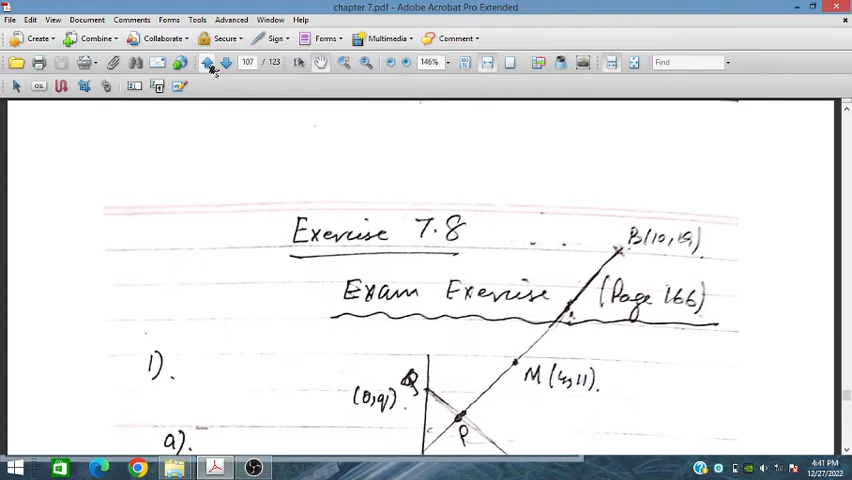 chapter 7.pdf - Adobe Acrobat Pro Extended
File Edit View Document Comments Forms Tools Advanced Window Help
Create Combine Collaborate Secure Sign Forms Multimedia Comment
107 / 123 146% Find
Exercise 7.8
B(10,19)
Exam Exercise (Page 166)
1).
M(4,11).
(0,9).
P
a).
4:41 PM
12/27/2022